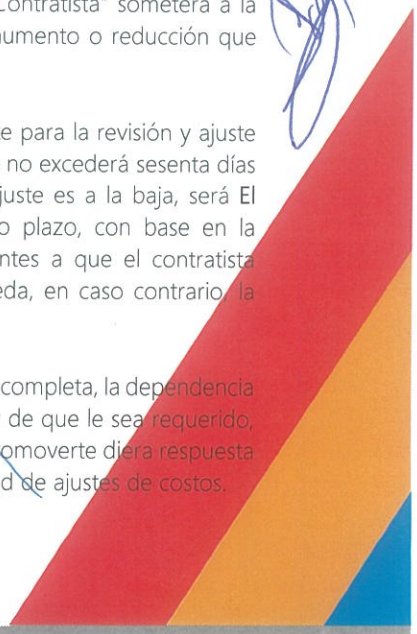 Contratista" someterá a la
aumento o reducción que
te para la revisión y ajuste
no excederá sesenta días
juste es a la baja, será El
o plazo, con base en la
ntes a que el contratista
eda, en caso contrario, la
completa, la dependencia
de que le sea requerido,
omoverte diera respuesta
d de ajustes de costos.